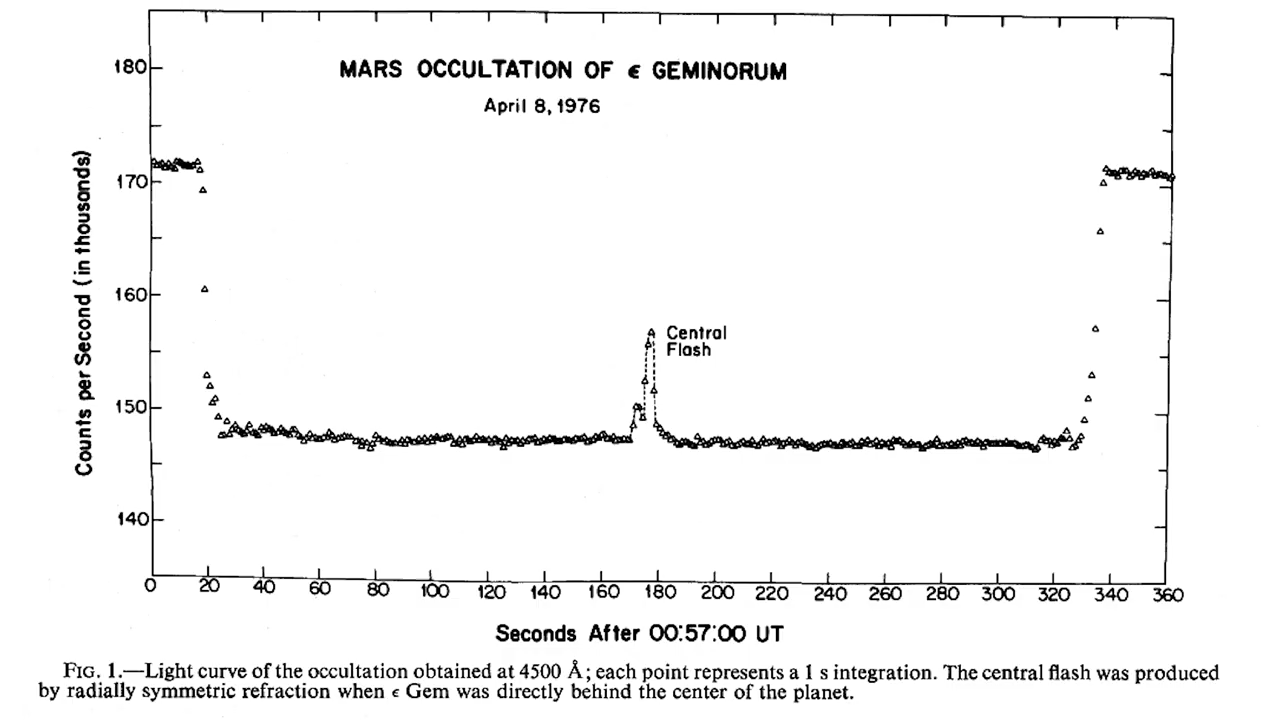 MARS OCCULTATION OF ϵ GEMINORUM
April 8, 1976
180
170
160
150
140
Counts per Second (in thousands)
Central
Flash
0 20 40 60 80 100 120 140 160 180 200 220 240 260 280 300 320 340 360
Seconds After 00:57:00 UT
FIG. 1.—Light curve of the occultation obtained at 4500 Å; each point represents a 1 s integration. The central flash was produced
by radially symmetric refraction when ϵ Gem was directly behind the center of the planet.